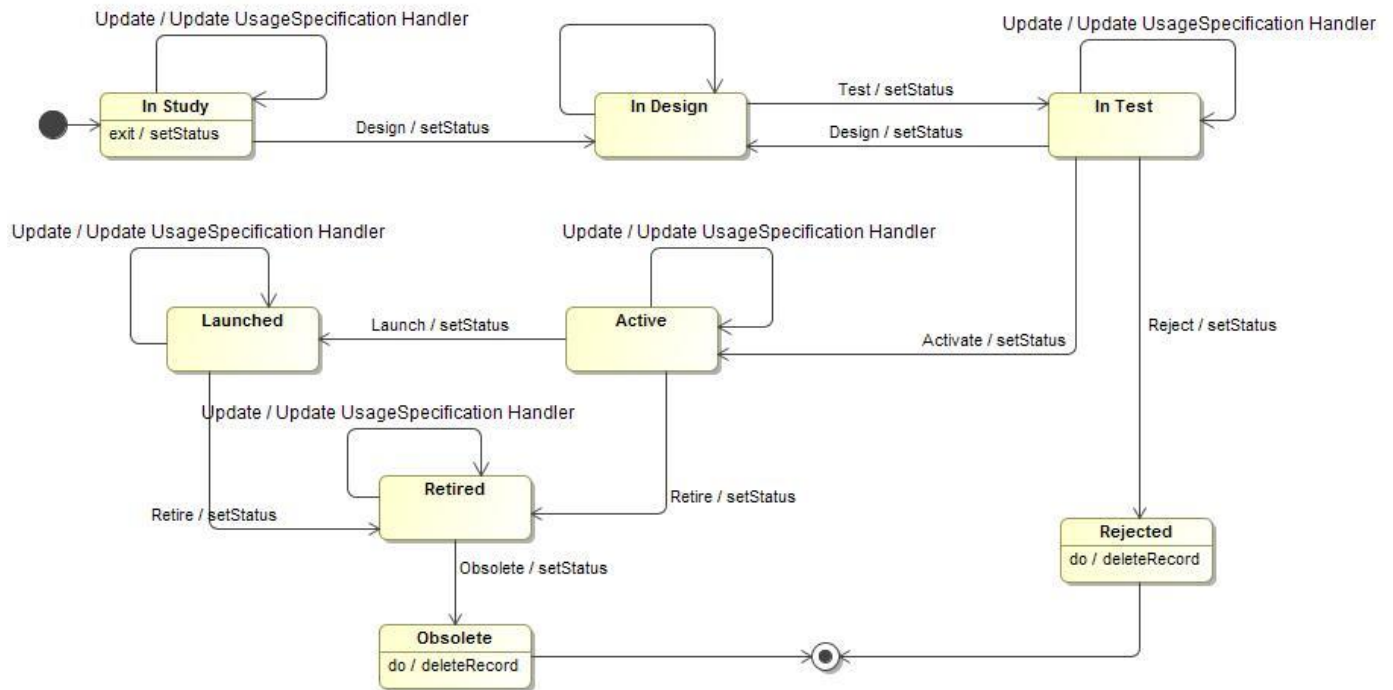 Update / Update UsageSpecification Handler
Update / Update UsageSpecification Handler
In Study
exit / setStatus
Design / setStatus
In Design
Test / setStatus
Design / setStatus
In Test
Update / Update UsageSpecification Handler
Update / Update UsageSpecification Handler
Launched
Launch / setStatus
Active
Activate / setStatus
Reject / setStatus
Update / Update UsageSpecification Handler
Retired
Retire / setStatus
Retire / setStatus
Rejected
do / deleteRecord
Obsolete / setStatus
Obsolete
do / deleteRecord